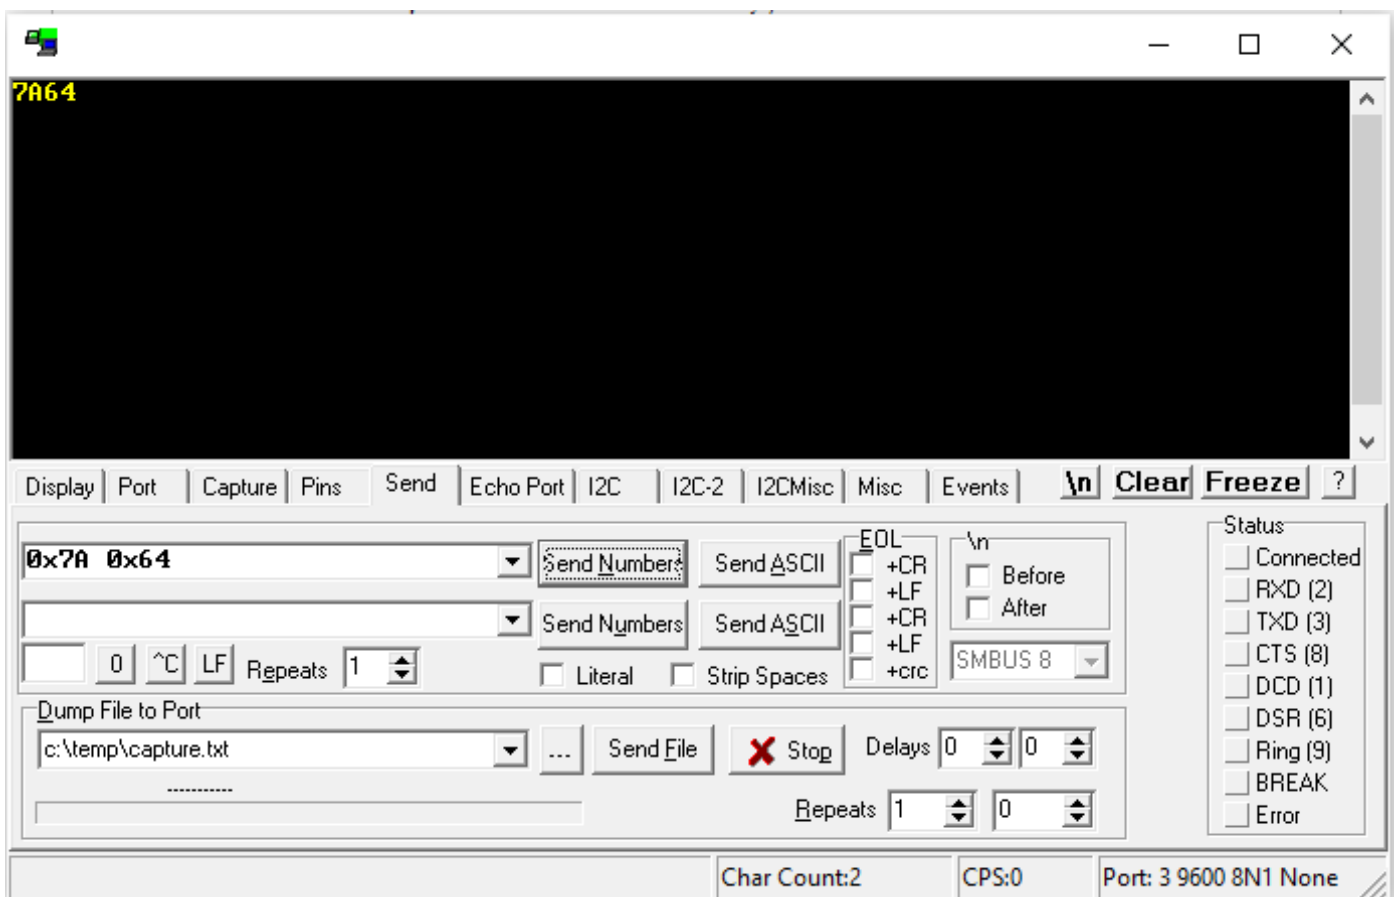 7A64
Display Port Capture Pins Send Echo Port I2C I2C-2 I2CMisc Misc Events \n Clear Freeze ?
0x7A 0x64 Send Numbers Send ASCII
EOL
+CR
+LF
+CR
+LF
+crc
\n
Before
After
Send Numbers Send ASCII
SMBUS 8
0 ^C LF Repeats 1 Literal Strip Spaces
Dump File to Port
c:\temp\capture.txt ... Send File Stop Delays 0 0
-----------
Repeats 1 0
Status
Connected
RXD (2)
TXD (3)
CTS (8)
DCD (1)
DSR (6)
Ring (9)
BREAK
Error
Char Count:2 CPS:0 Port: 3 9600 8N1 None